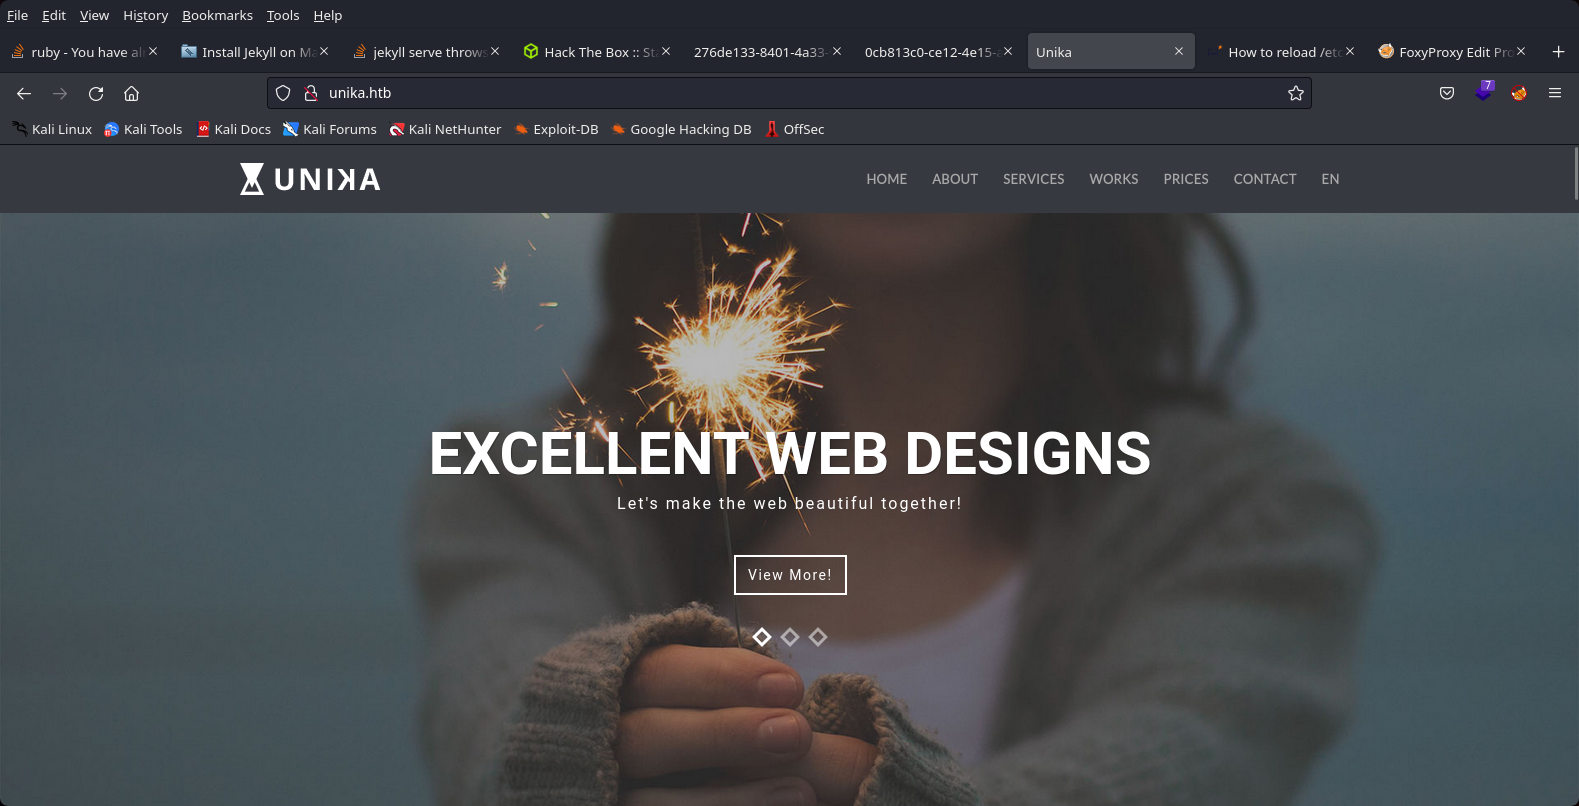 File Edit View History Bookmarks Tools Help
ruby - You have al Install Jekyll on Ma jekyll serve throws Hack The Box :: Sta 276de133-8401-4a33- 0cb813c0-ce12-4e15-a Unika How to reload /etc FoxyProxy Edit Pro
unika.htb 7
Kali Linux Kali Tools Kali Docs Kali Forums Kali NetHunter Exploit-DB Google Hacking DB OffSec
UNIKA HOME ABOUT SERVICES WORKS PRICES CONTACT EN
EXCELLENT WEB DESIGNS
Let's make the web beautiful together!
View More!